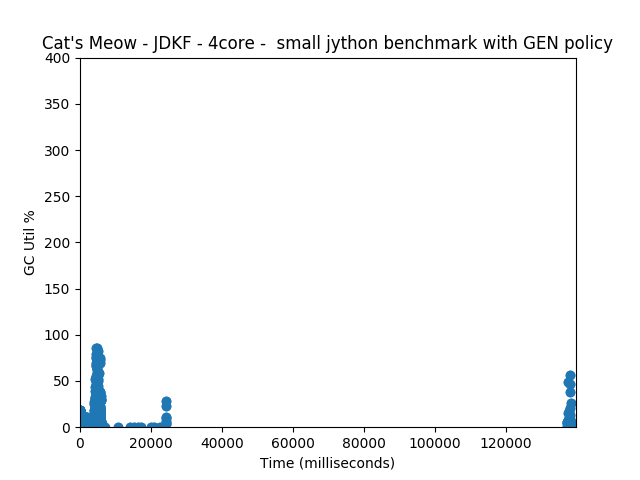 Cat's Meow - JDKF - 4core -  small jython benchmark with GEN policy
400
350
300
250
200
150
100
50
0
GC Util %
0 20000 40000 60000 80000 100000 120000
Time (milliseconds)